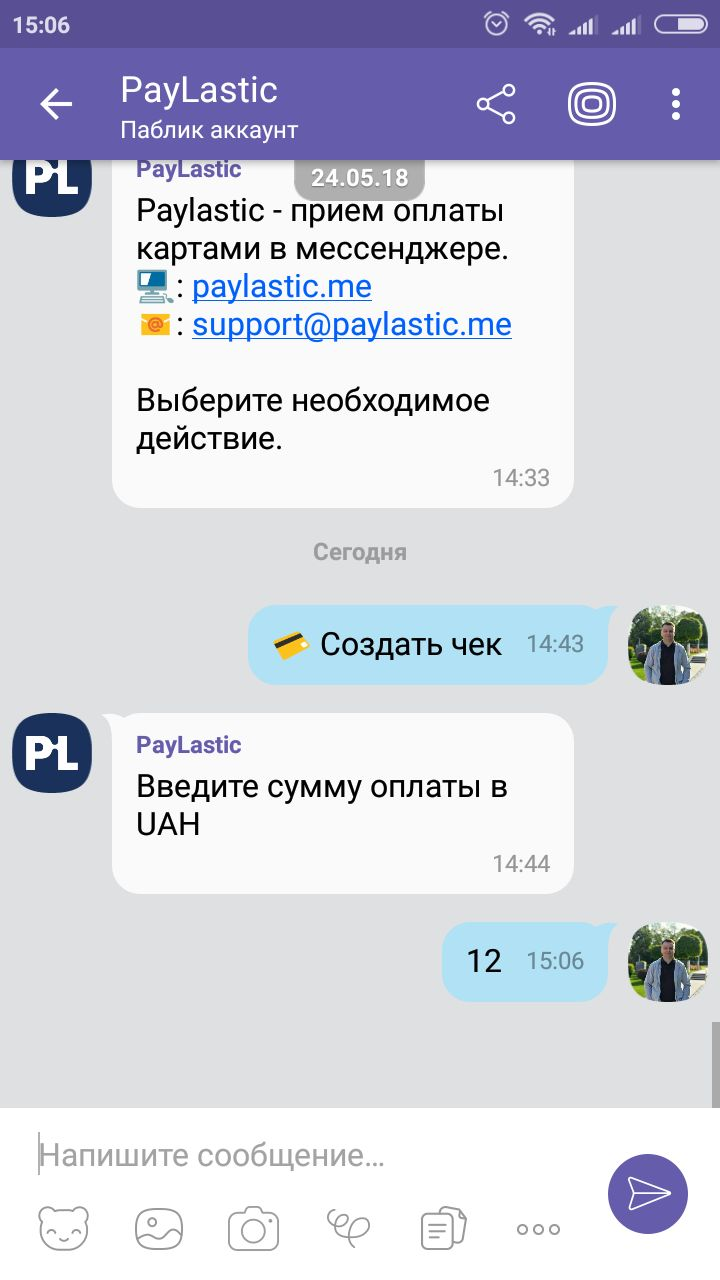 15:06
PayLastic
Паблик аккаунт
PL
PayLastic
24.05.18
Paylastic - прием оплаты
картами в мессенджере.
: paylastic.me
: support@paylastic.me
Выберите необходимое
действие.
14:33
Сегодня
Создать чек 14:43
PL
PayLastic
Введите сумму оплаты в
UAH
14:44
12 15:06
Напишите сообщение...